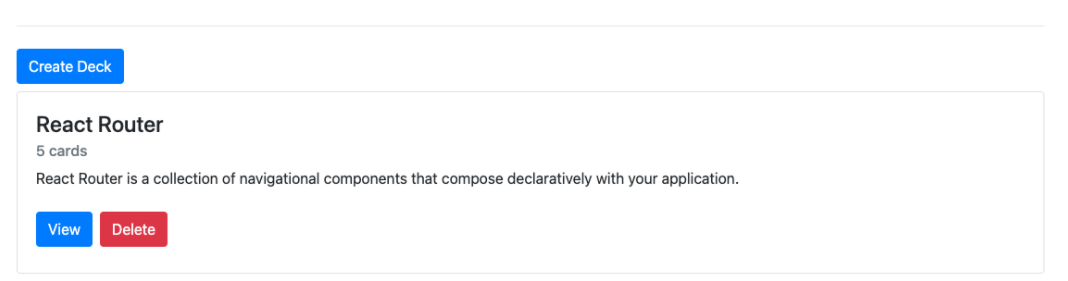 Create Deck
React Router
5 cards
React Router is a collection of navigational components that compose declaratively with your application.
View Delete